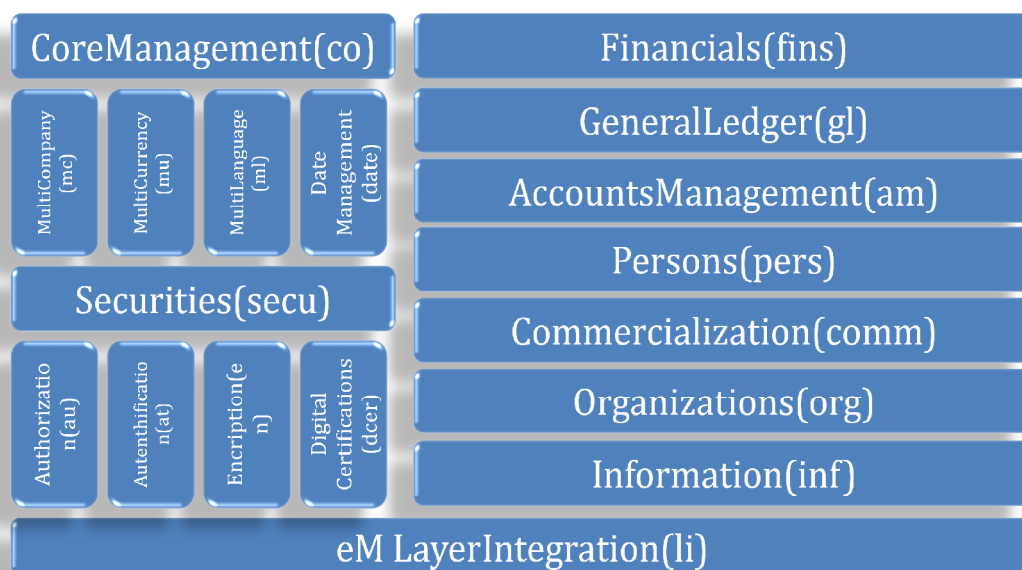 CoreManagement(co)
MultiCompany
(mc)
MultiCurrency
(mu)
MultiLanguage
(ml)
Date
Management
(date)
Securities(secu)
Authorizatio
n(au)
Autenthificatio
n(at)
Encription(e
n)
Digital
Certifications
(dcer)
Financials(fins)
GeneralLedger(gl)
AccountsManagement(am)
Persons(pers)
Commercialization(comm)
Organizations(org)
Information(inf)
eM LayerIntegration(li)